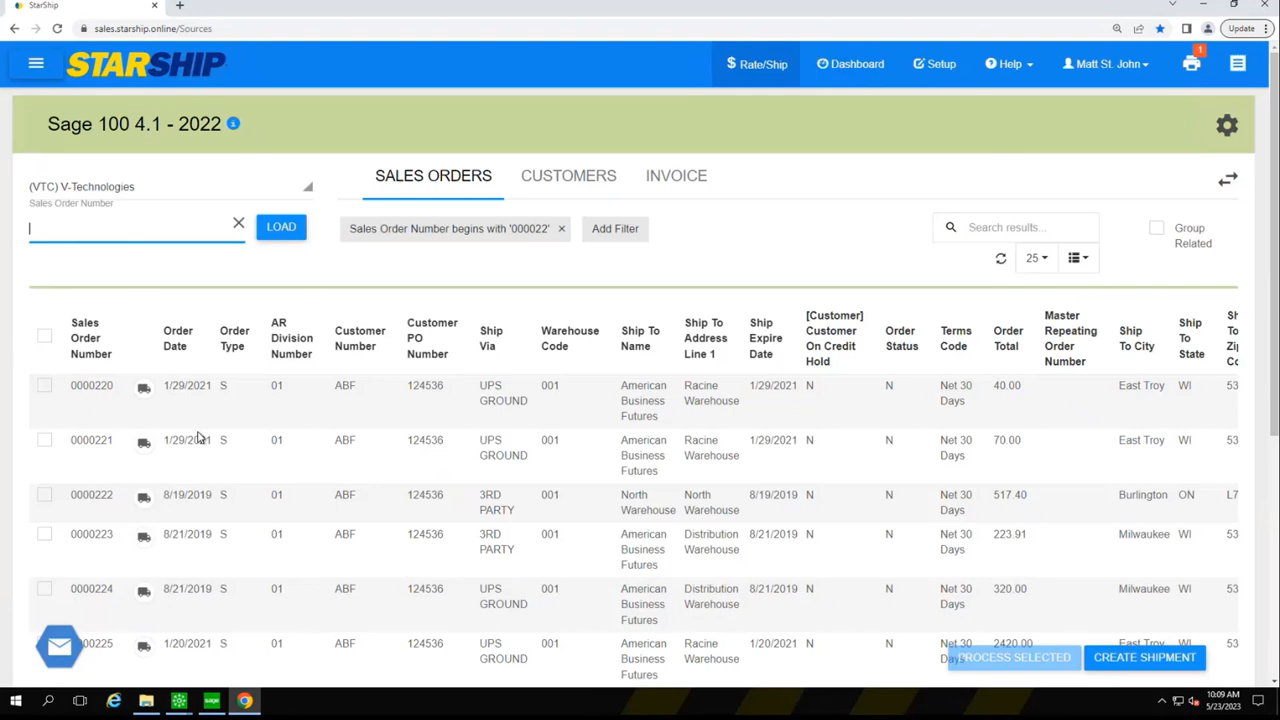 StarShip
sales.starship.online/Sources
Update
STARSHIP
$ Rate/Ship
Dashboard
Setup
Help
Matt St. John
1
Sage 100 4.1 - 2022
(VTC) V-Technologies
Sales Order Number
LOAD
SALES ORDERS CUSTOMERS INVOICE
Sales Order Number begins with '000022' ×
Add Filter
Search results...
25
Group Related
Sales Order Number Order Date Order Type AR Division Number Customer Number Customer PO Number Ship Via Warehouse Code Ship To Name Ship To Address Line 1 Ship Expire Date [Customer] Customer On Credit Hold Order Status Terms Code Order Total Master Repeating Order Number Ship To City Ship To State
0000220 1/29/2021 S 01 ABF 124536 UPS GROUND 001 American Business Futures Racine Warehouse 1/29/2021 N N Net 30 Days 40.00 East Troy WI 53
0000221 1/29/2021 S 01 ABF 124536 UPS GROUND 001 American Business Futures Racine Warehouse 1/29/2021 N N Net 30 Days 70.00 East Troy WI 53
0000222 8/19/2019 S 01 ABF 124536 3RD PARTY 001 North Warehouse North Warehouse 8/19/2019 N N Net 30 Days 517.40 Burlington ON L7
0000223 8/21/2019 S 01 ABF 124536 3RD PARTY 001 American Business Futures Distribution Warehouse 8/21/2019 N N Net 30 Days 223.91 Milwaukee WI 53
0000224 8/21/2019 S 01 ABF 124536 UPS GROUND 001 American Business Futures Distribution Warehouse 8/21/2019 N N Net 30 Days 320.00 Milwaukee WI 53
00225 1/20/2021 S 01 ABF 124536 UPS GROUND 001 American Business Futures Racine Warehouse 1/20/2021 N N Net 30 Days 2420.00 East Troy WI 53
PROCESS SELECTED
CREATE SHIPMENT
sage
10:09 AM
5/23/2023